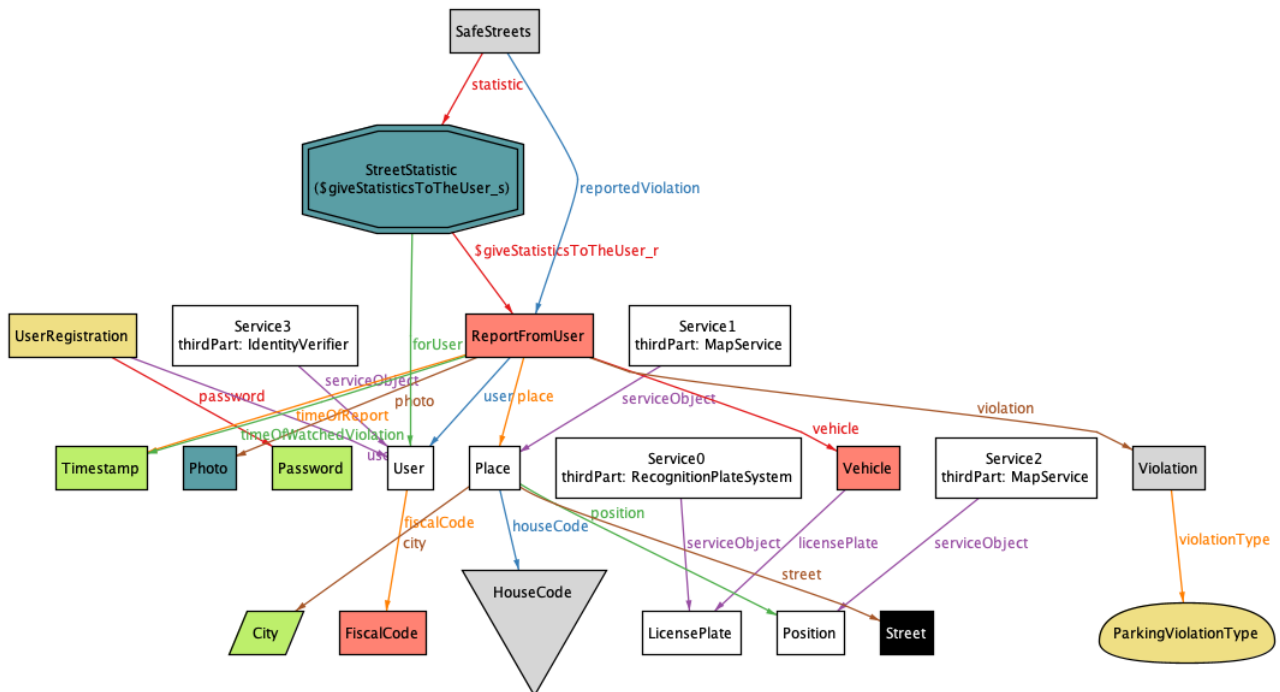 SafeStreets
statistic
StreetStatistic
($giveStatisticsToTheUser_s)
reportedViolation
$giveStatisticsToTheUser_r
UserRegistration
Service3
thirdPart: IdentityVerifier
forUser
ReportFromUser
Service1
thirdPart: MapService
password
serviceObject
photo
user
place
serviceObject
violation
timeOfReport
vehicle
timeOfWatchedViolation
Timestamp
Photo
Password
use
User
Place
Service0
thirdPart: RecognitionPlateSystem
Vehicle
Service2
thirdPart: MapService
Violation
fiscalCode
city
houseCode
position
serviceObject
licensePlate
serviceObject
violationType
street
HouseCode
City
FiscalCode
LicensePlate
Position
Street
ParkingViolationType